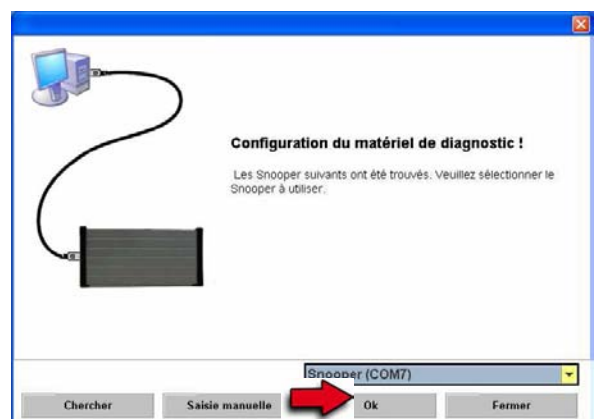 Configuration du matériel de diagnostic !
Les Snooper suivants ont été trouvés. Veuillez sélectionner le
Snooper à utiliser.
Snooper (COM7)
Chercher
Saisie manuelle
Ok
Fermer